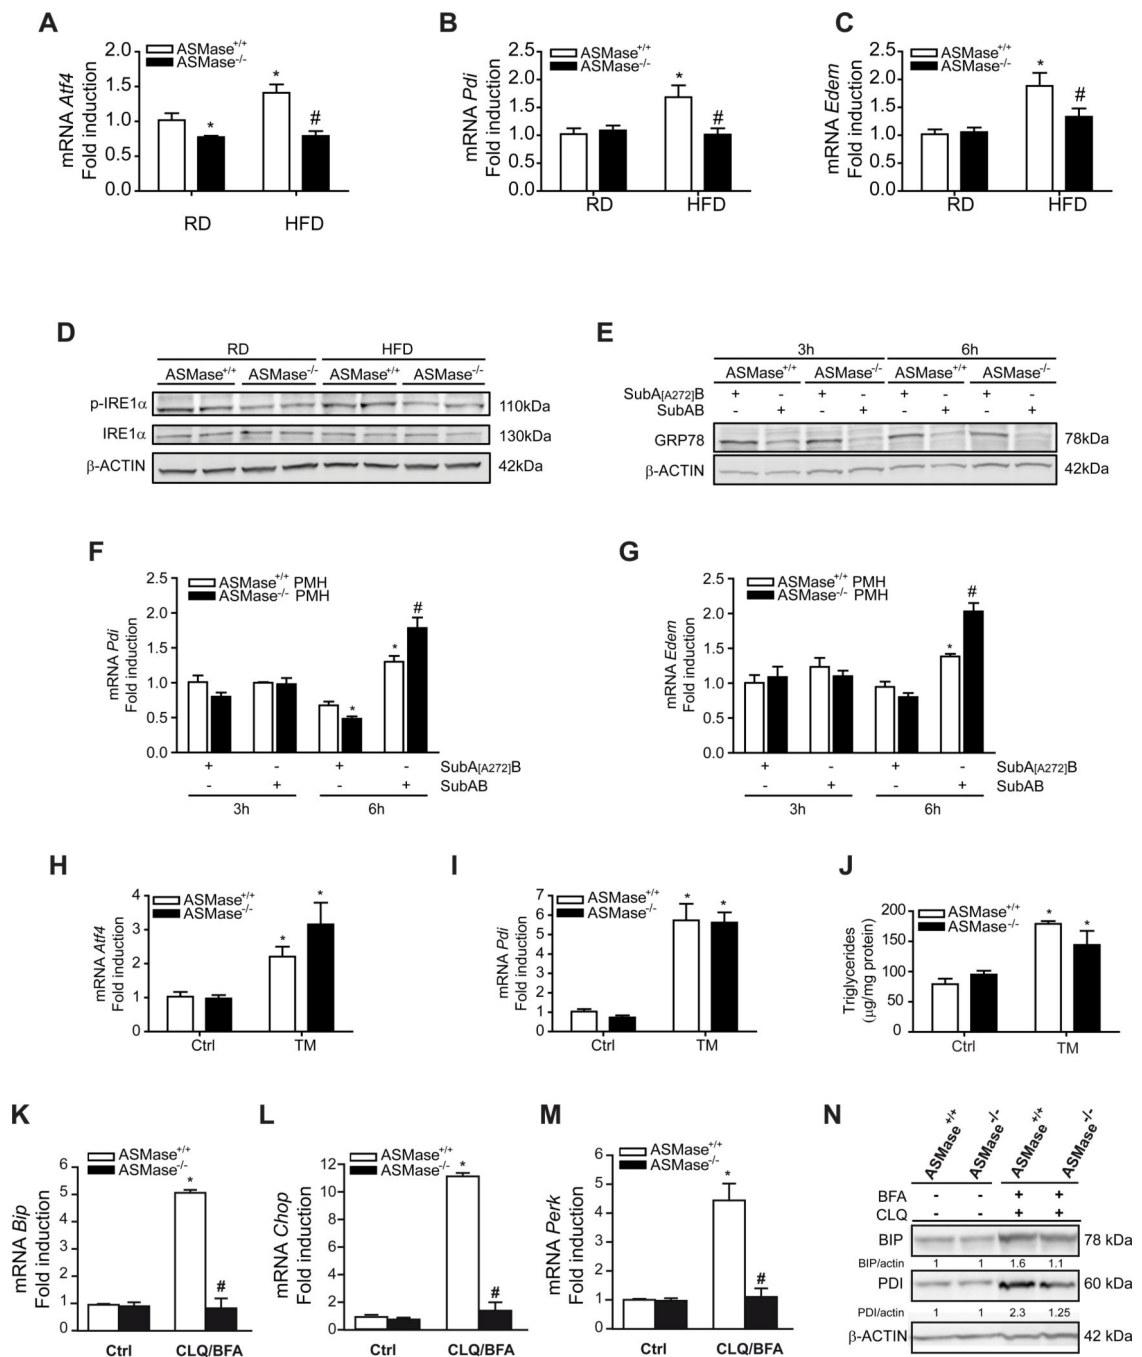 A
mRNA Atf4
Fold induction
ASMase+/+
ASMase-/-
2.0
1.5
1.0
0.5
0.0
*
*
#
RD
HFD
B
mRNA Pdi
Fold induction
ASMase+/+
ASMase-/-
2.5
2.0
1.5
1.0
0.5
0.0
*
#
RD
HFD
C
mRNA Edem
Fold induction
ASMase+/+
ASMase-/-
2.5
2.0
1.5
1.0
0.5
0.0
*
#
RD
HFD
D
RD HFD
ASMase+/+ ASMase-/- ASMase+/+ ASMase-/-
p-IRE1α 110kDa
IRE1α 130kDa
β-ACTIN 42kDa
E
3h 6h
ASMase+/+ ASMase-/- ASMase+/+ ASMase-/-
SubA[A272]B + - + - + - + -
SubAB - + - + - + - +
GRP78 78kDa
β-ACTIN 42kDa
F
mRNA Pdi
Fold induction
ASMase+/+ PMH
ASMase-/- PMH
2.5
2.0
1.5
1.0
0.5
0.0
*
*
#
+ - + - SubA[A272]B
- + - + SubAB
3h 6h
G
mRNA Edem
Fold induction
ASMase+/+ PMH
ASMase-/- PMH
2.5
2.0
1.5
1.0
0.5
0.0
*
#
+ - + - SubA[A272]B
- + - + SubAB
3h 6h
H
mRNA Atf4
Fold induction
ASMase+/+
ASMase-/-
4
3
2
1
0
*
*
Ctrl
TM
I
mRNA Pdi
Fold induction
ASMase+/+
ASMase-/-
7
6
5
4
3
2
1
0
*
*
Ctrl
TM
J
Triglycerides
(μg/mg protein)
ASMase+/+
ASMase-/-
200
150
100
50
0
*
*
Ctrl
TM
K
mRNA Bip
Fold induction
ASMase+/+
ASMase-/-
6
5
4
3
2
1
0
*
#
Ctrl
CLQ/BFA
L
mRNA Chop
Fold induction
ASMase+/+
ASMase-/-
12
10
8
6
4
2
0
*
#
Ctrl
CLQ/BFA
M
mRNA Perk
Fold induction
ASMase+/+
ASMase-/-
6
5
4
3
2
1
0
*
#
Ctrl
CLQ/BFA
N
ASMase+/+ ASMase-/- ASMase+/+ ASMase-/-
BFA - - + +
CLQ - - + +
BIP 78 kDa
BIP/actin 1 1 1.6 1.1
PDI 60 kDa
PDI/actin 1 1 2.3 1.25
β-ACTIN 42 kDa